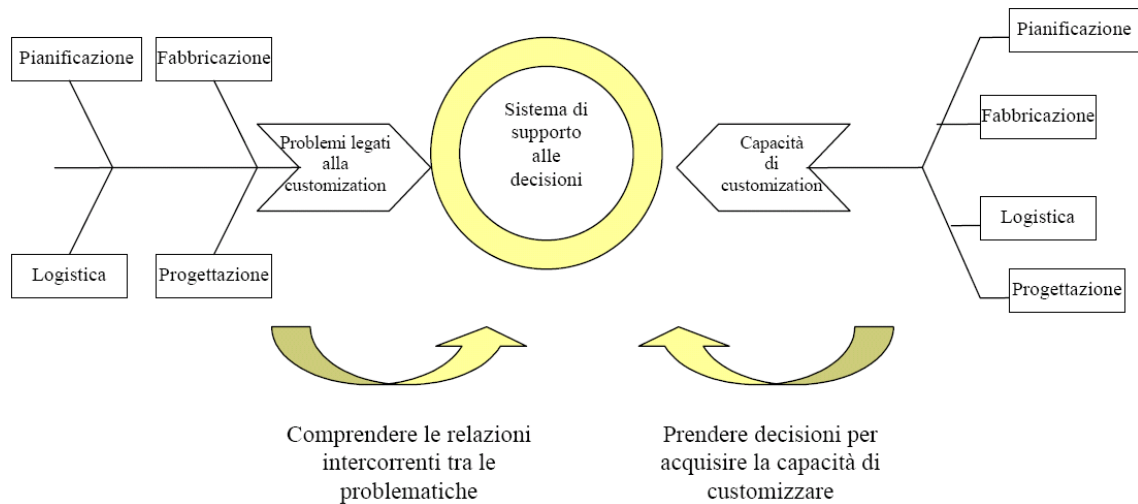 Pianificazione
Fabbricazione
Logistica
Progettazione
Problemi legati
alla
customization
Sistema di
supporto
alle
decisioni
Capacità
di
customization
Pianificazione
Fabbricazione
Logistica
Progettazione
Comprendere le relazioni
intercorrenti tra le
problematiche
Prendere decisioni per
acquisire la capacità di
customizzare